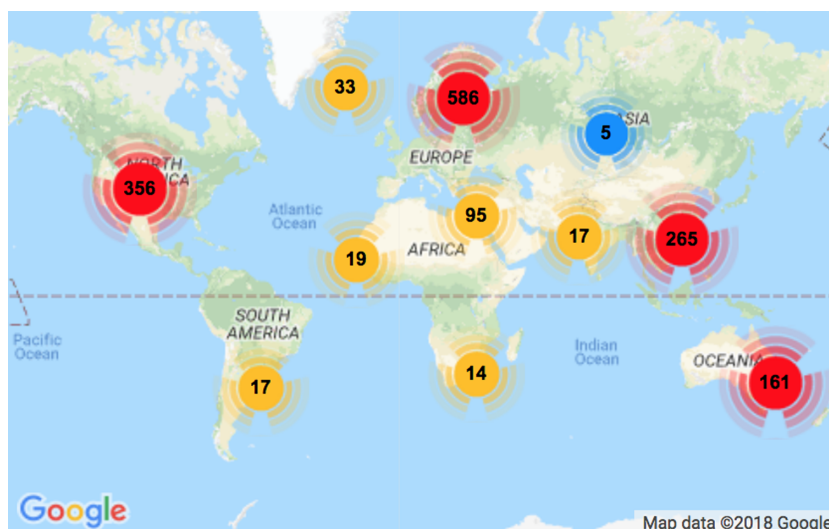 33
586
5
ASIA
EUROPE
NORTH
AMERICA
356
Atlantic
Ocean
95
17
265
19
AFRICA
SOUTH
AMERICA
Pacific
Ocean
Indian
Ocean
OCEANIA
17
14
161
Google
Map data ©2018 Google